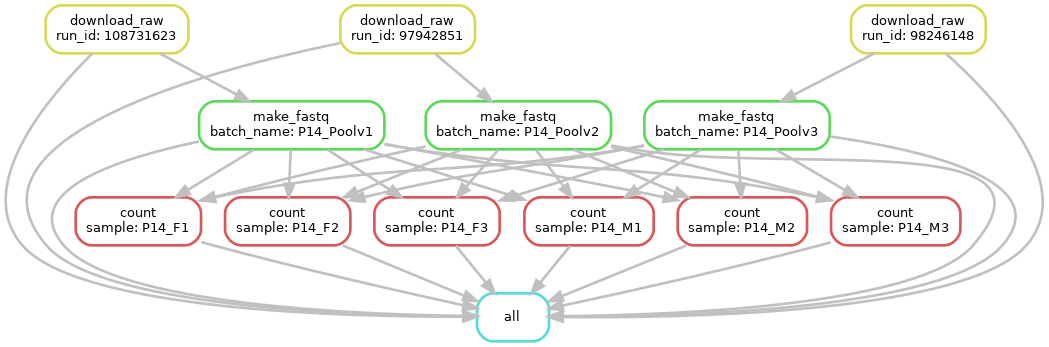 download_raw
run_id: 108731623
download_raw
run_id: 97942851
download_raw
run_id: 98246148
make_fastq
batch_name: P14_Poolv1
make_fastq
batch_name: P14_Poolv2
make_fastq
batch_name: P14_Poolv3
count
sample: P14_F1
count
sample: P14_F2
count
sample: P14_F3
count
sample: P14_M1
count
sample: P14_M2
count
sample: P14_M3
all